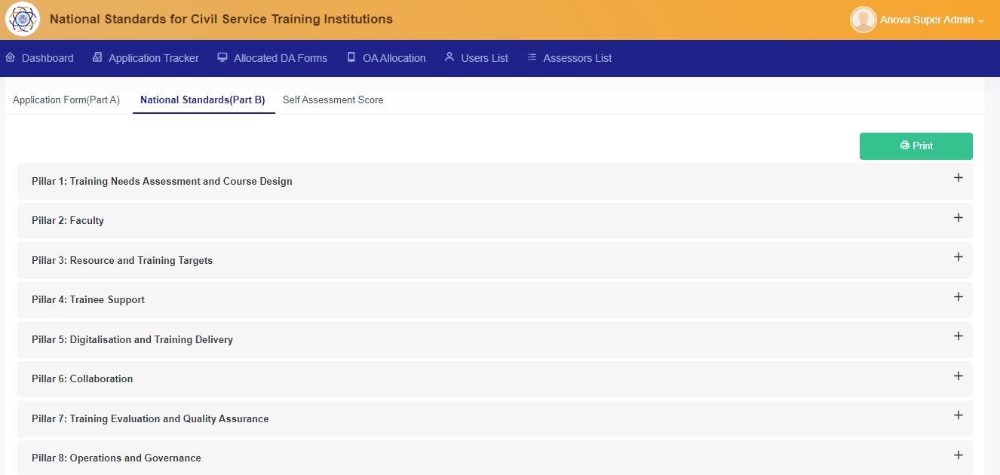 National Standards for Civil Service Training Institutions
Anova Super Admin
Dashboard Application Tracker Allocated DA Forms OA Allocation Users List Assessors List
Application Form(Part A) National Standards(Part B) Self Assessment Score
Print
Pillar 1: Training Needs Assessment and Course Design
Pillar 2: Faculty
Pillar 3: Resource and Training Targets
Pillar 4: Trainee Support
Pillar 5: Digitalisation and Training Delivery
Pillar 6: Collaboration
Pillar 7: Training Evaluation and Quality Assurance
Pillar 8: Operations and Governance